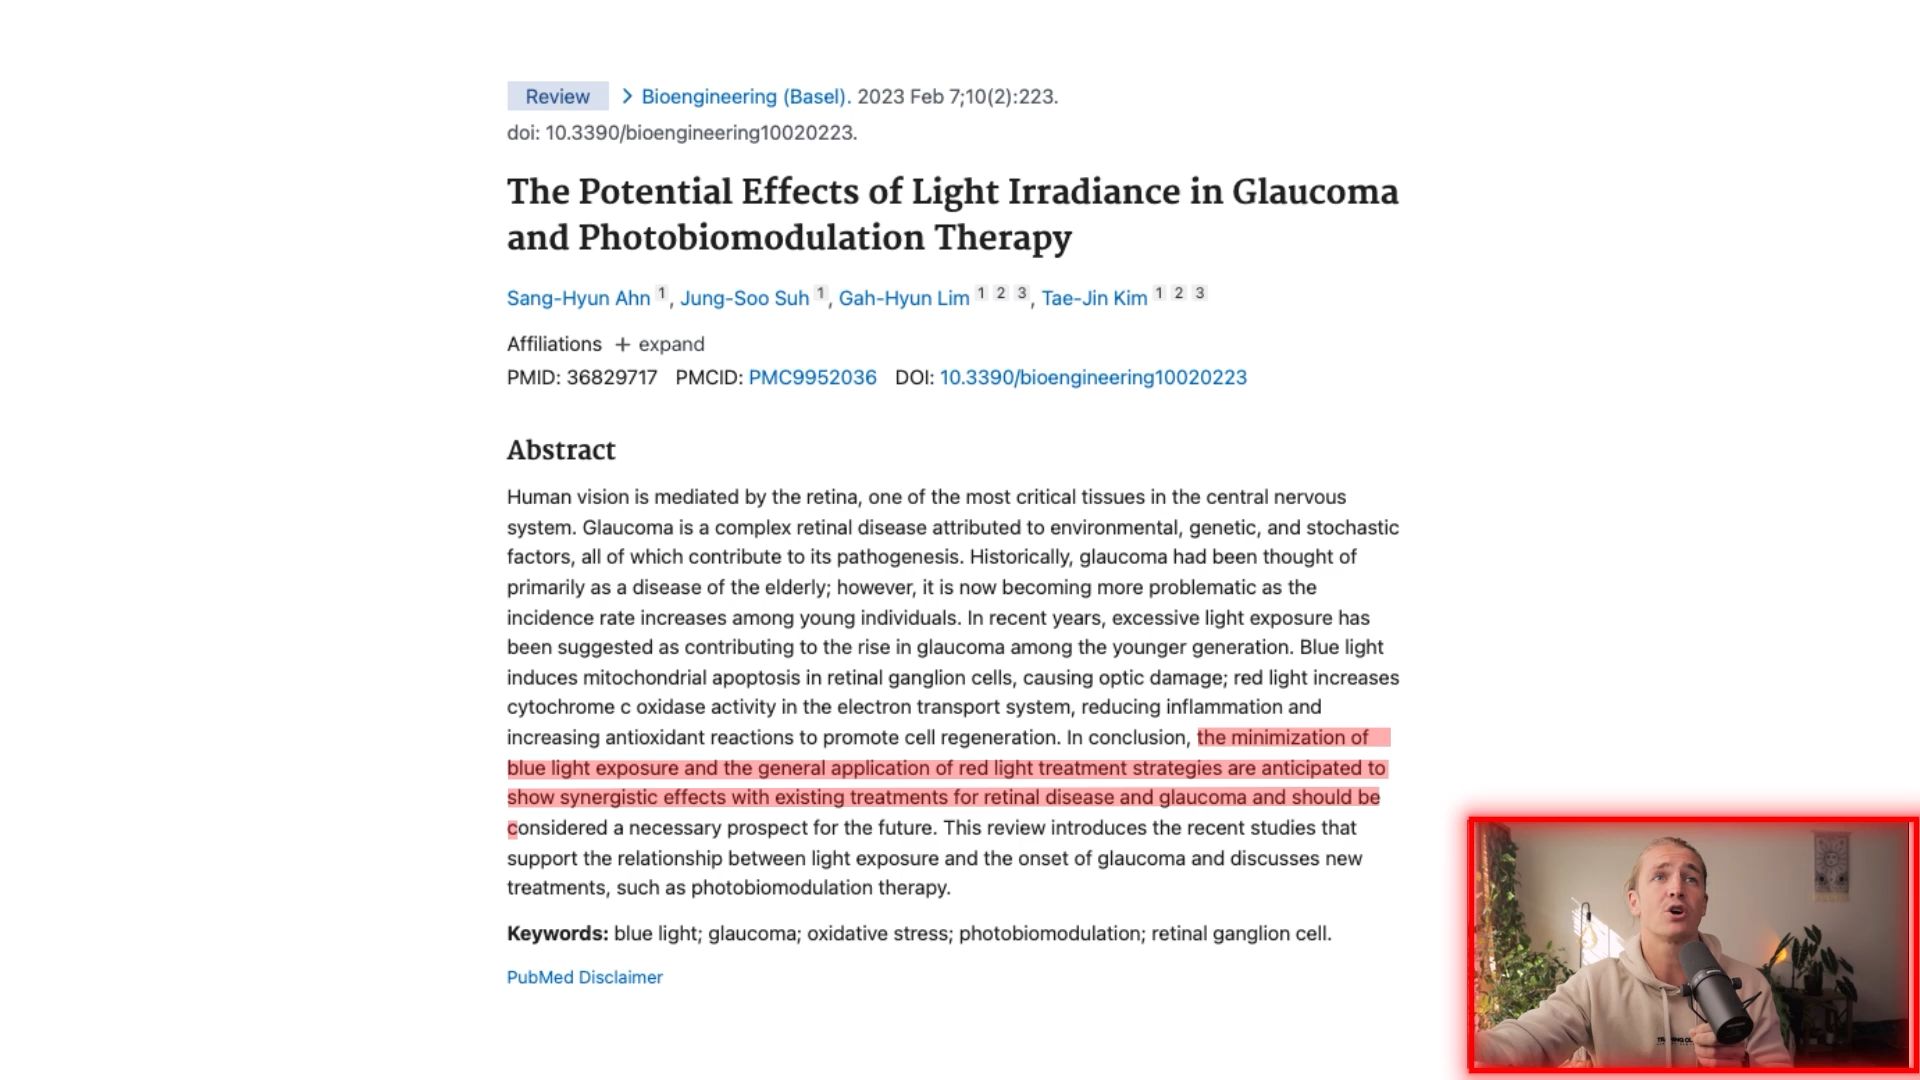 Review > Bioengineering (Basel). 2023 Feb 7;10(2):223.
doi: 10.3390/bioengineering10020223.
The Potential Effects of Light Irradiance in Glaucoma
and Photobiomodulation Therapy
Sang-Hyun Ahn 1, Jung-Soo Suh 1, Gah-Hyun Lim 1 2 3, Tae-Jin Kim 1 2 3
Affiliations + expand
PMID: 36829717 PMCID: PMC9952036 DOI: 10.3390/bioengineering10020223
Abstract
Human vision is mediated by the retina, one of the most critical tissues in the central nervous
system. Glaucoma is a complex retinal disease attributed to environmental, genetic, and stochastic
factors, all of which contribute to its pathogenesis. Historically, glaucoma had been thought of
primarily as a disease of the elderly; however, it is now becoming more problematic as the
incidence rate increases among young individuals. In recent years, excessive light exposure has
been suggested as contributing to the rise in glaucoma among the younger generation. Blue light
induces mitochondrial apoptosis in retinal ganglion cells, causing optic damage; red light increases
cytochrome c oxidase activity in the electron transport system, reducing inflammation and
increasing antioxidant reactions to promote cell regeneration. In conclusion, the minimization of
blue light exposure and the general application of red light treatment strategies are anticipated to
show synergistic effects with existing treatments for retinal disease and glaucoma and should be
considered a necessary prospect for the future. This review introduces the recent studies that
support the relationship between light exposure and the onset of glaucoma and discusses new
treatments, such as photobiomodulation therapy.
Keywords: blue light; glaucoma; oxidative stress; photobiomodulation; retinal ganglion cell.
PubMed Disclaimer